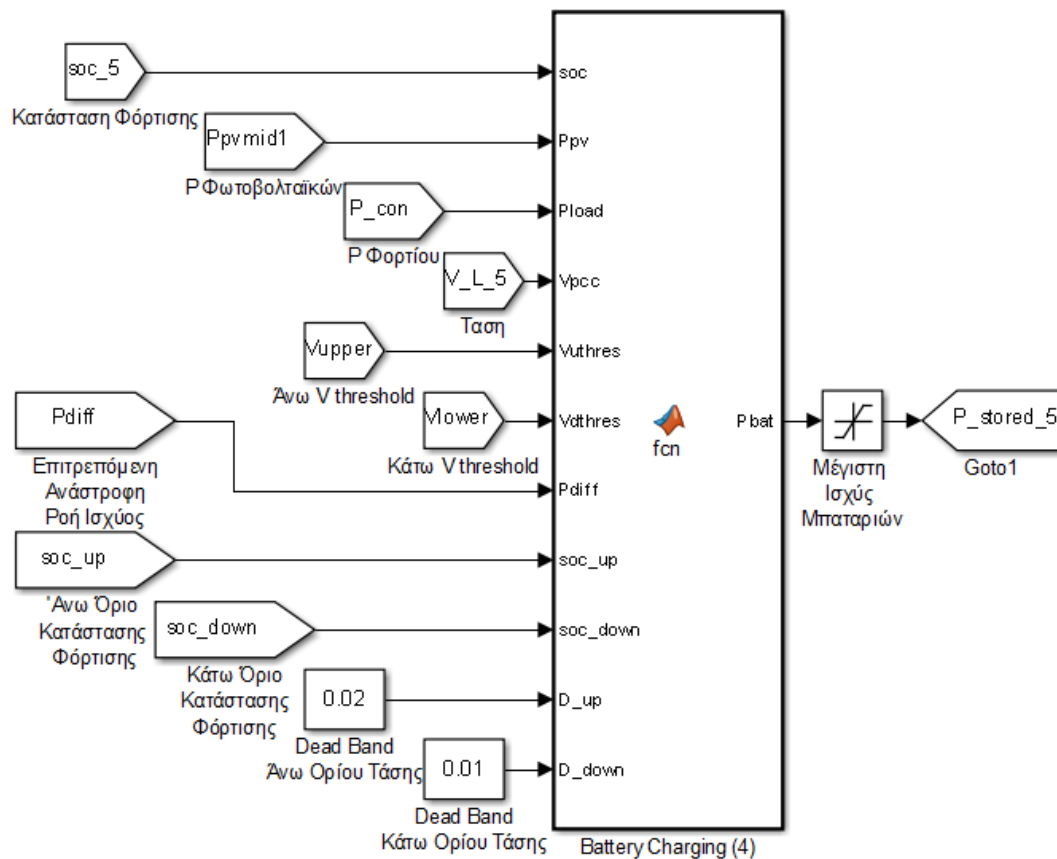 soc_5
soc
Κατάσταση Φόρτισης
Ppvmid1
Ppv
P Φωτοβολταϊκών
P_con
Pload
P Φορτίου
V_L_5
Vpcc
Ταση
Vupper
Vuthres
Άνω V threshold
Pdiff
Vlower
Vdthres
fcn
Pbat
P_stored_5
Κάτω V threshold
Μέγιστη
Ισχύς
Μπαταριών
Goto1
Επιτρεπόμενη
Ανάστροφη
Ροή Ισχύος
Pdiff
soc_up
soc_up
'Ανω Όριο
Κατάστασης
Φόρτισης
soc_down
soc_down
Κάτω Όριο
Κατάστασης
Φόρτισης
0.02
D_up
Dead Band
Άνω Ορίου Τάσης
0.01
D_down
Dead Band
Κάτω Ορίου Τάσης
Battery Charging (4)